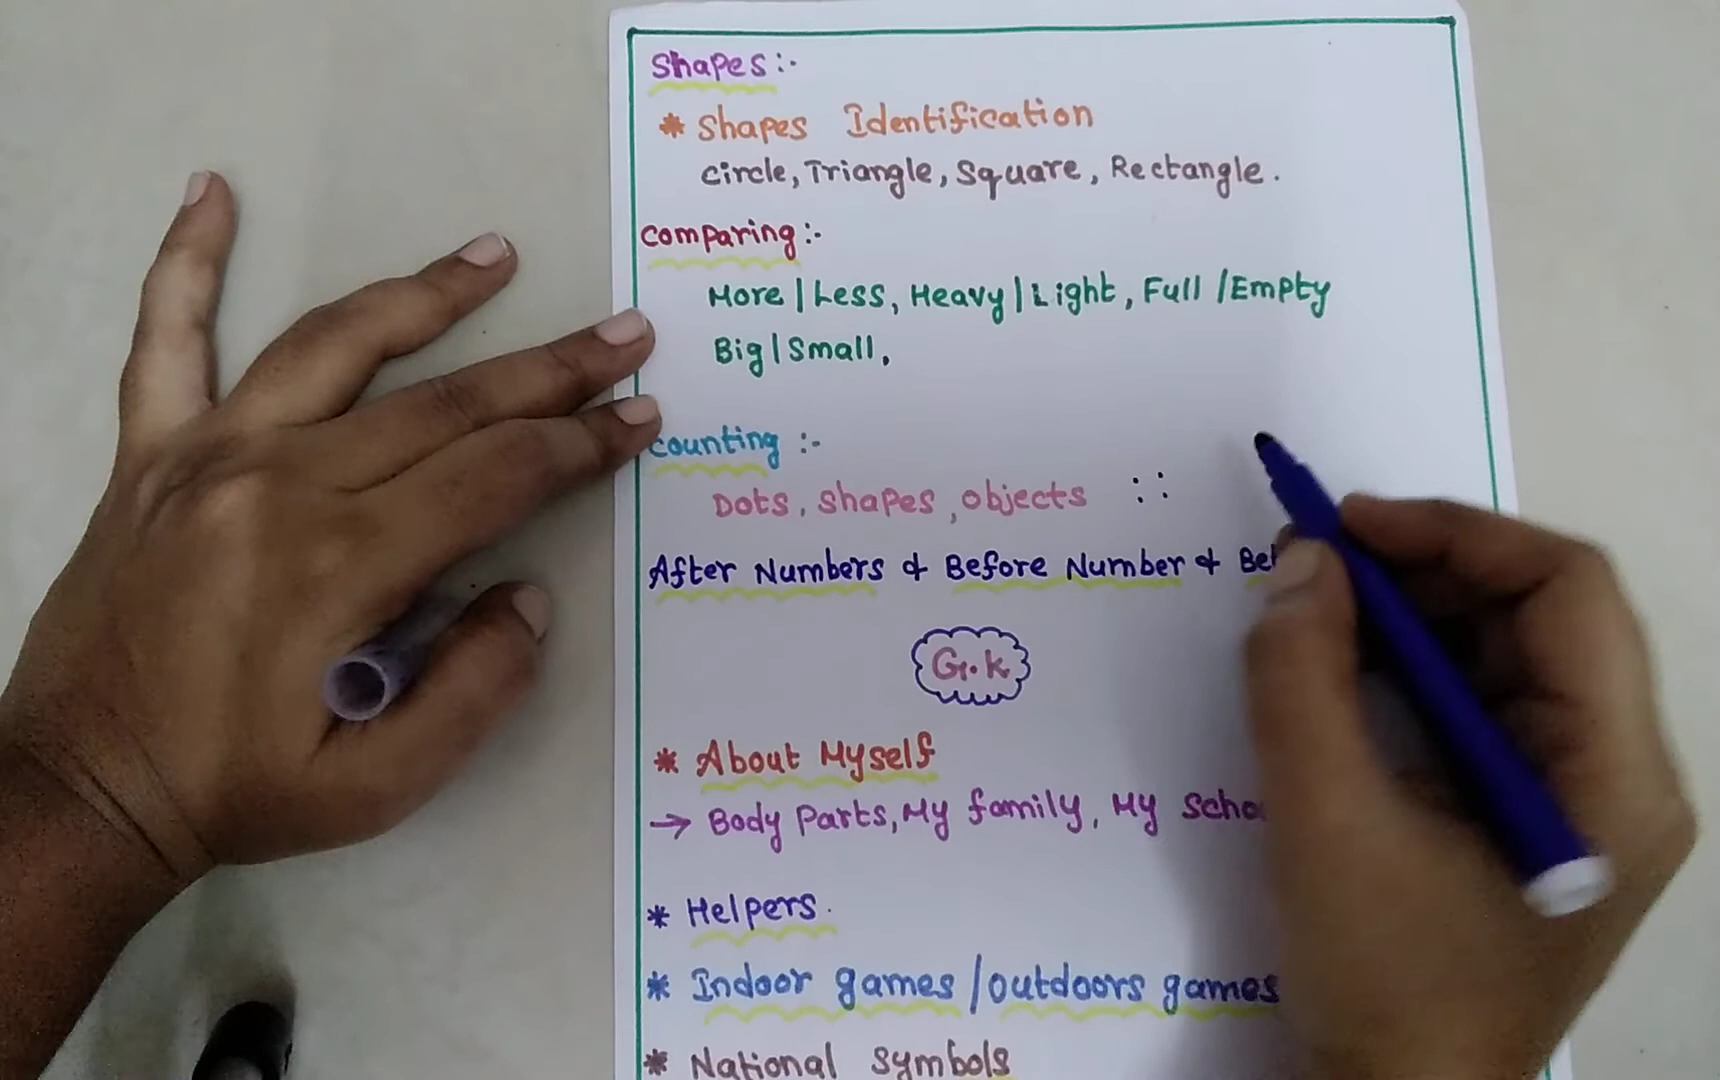 Shapes :-
* Shapes Identification
Circle, Triangle, Square, Rectangle.
Comparing :-
More | Less, Heavy | Light, Full / Empty
Big | Small.
Counting :-
Dots, Shapes, objects
After Numbers & Before Number &
G.K
* About Myself
→ Body Parts, My family, My
* Helpers.
* Indoor games / outdoors games
* National symbols